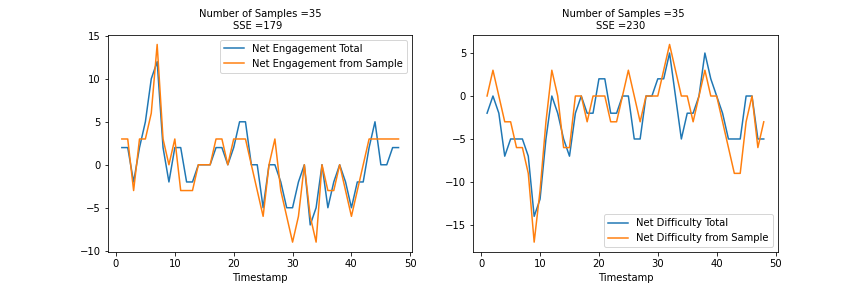 Number of Samples =35
SSE =179
15
10
5
0
−5
−10
0
10
20
30
40
50
Timestamp
Net Engagement Total
Net Engagement from Sample
Number of Samples =35
SSE =230
5
0
−5
−10
−15
0
10
20
30
40
50
Timestamp
Net Difficulty Total
Net Difficulty from Sample